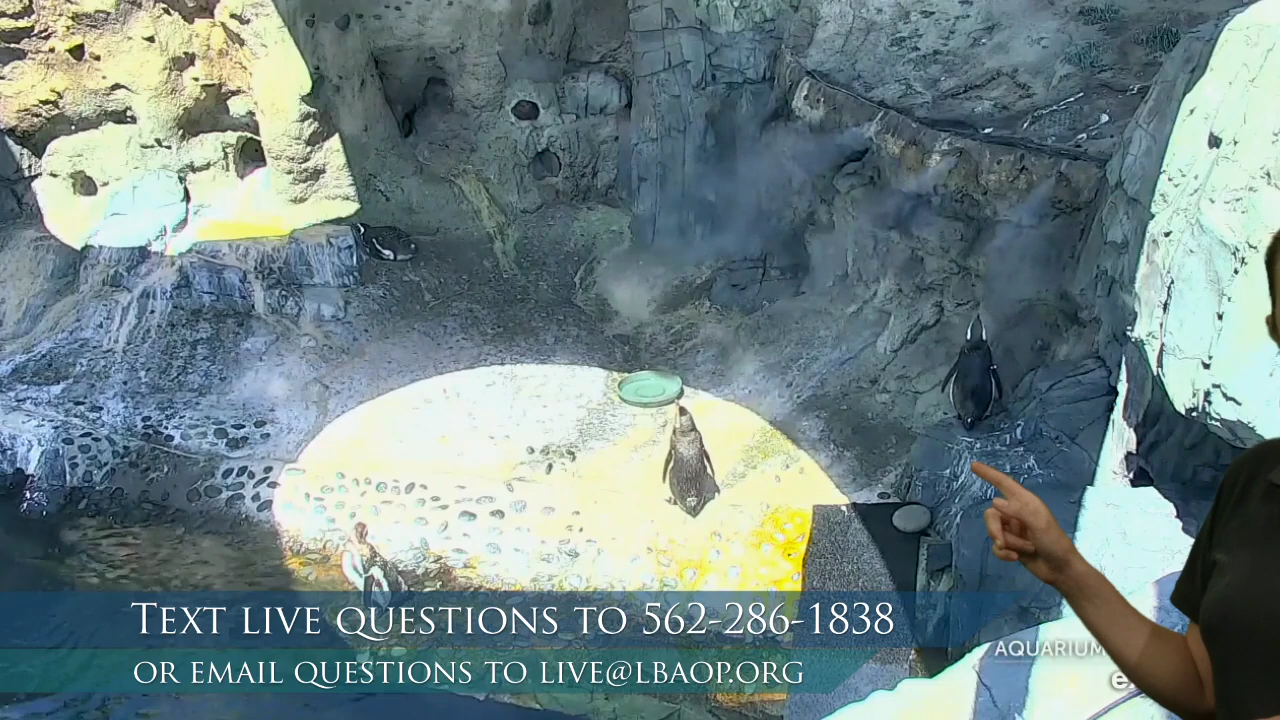 Text live questions to 562-286-1838
or email questions to live@lbaop.org
AQUARIUM